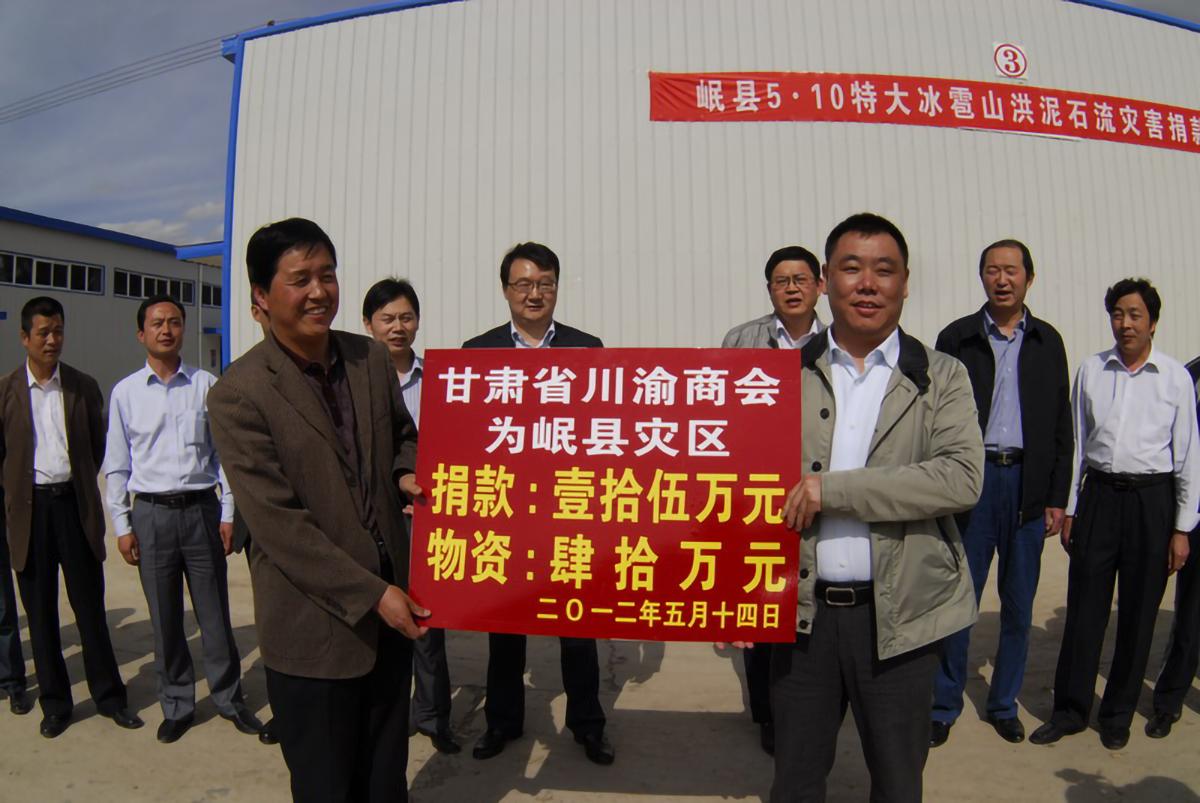 ③
岷县5·10特大冰雹山洪泥石流灾害捐款
甘肃省川渝商会
为岷县灾区
捐款：壹拾伍万元
物资：肆拾万元
二〇一二年五月十四日